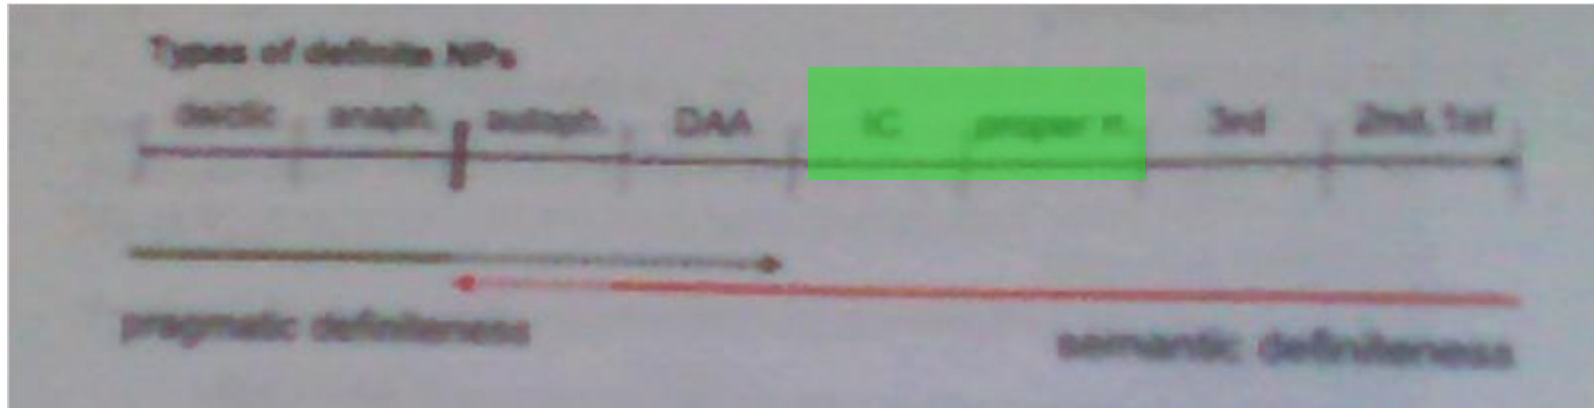 Types of definite NPs
deictic anaph. autoph. DAA IC proper n. 3rd 2nd, 1st
pragmatic definiteness
semantic definiteness